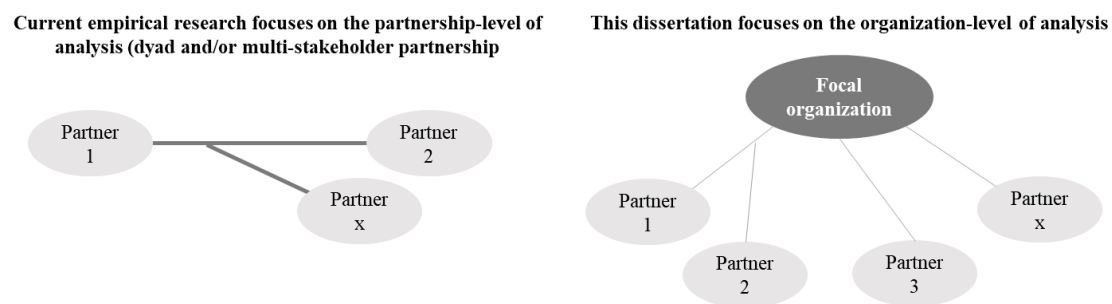 Current empirical research focuses on the partnership-level of
analysis (dyad and/or multi-stakeholder partnership
Partner
1
Partner
2
Partner
x
This dissertation focuses on the organization-level of analysis
Focal
organization
Partner
1
Partner
2
Partner
3
Partner
x